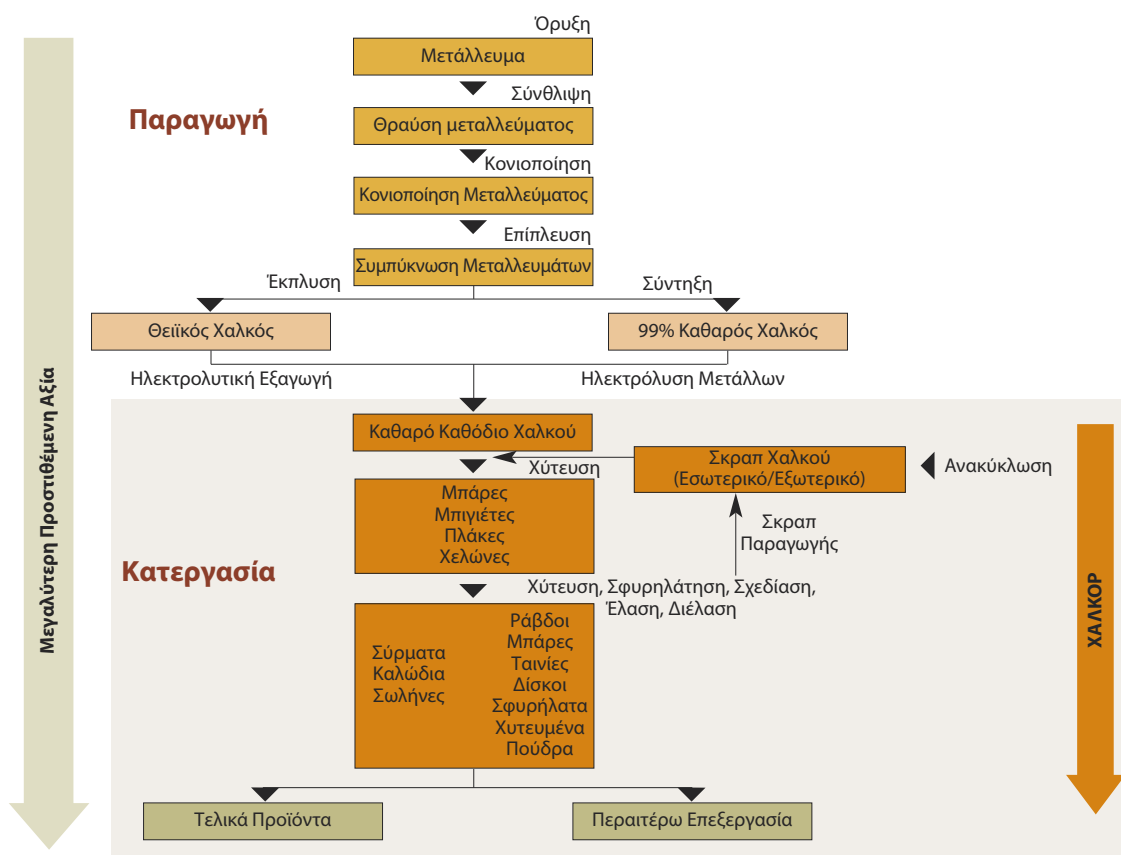 Όρυξη
Μετάλλευμα
Σύνθλιψη
Παραγωγή
Θραύση μεταλλεύματος
Κονιοποίηση
Κονιοποίηση Μεταλλεύματος
Επίπλευση
Συμπύκνωση Μεταλλευμάτων
Έκπλυση
Σύντηξη
Θειϊκός Χαλκός
99% Καθαρός Χαλκός
Ηλεκτρολυτική Εξαγωγή
Ηλεκτρόλυση Μετάλλων
Μεγαλύτερη Προστιθέμενη Αξία
Καθαρό Καθόδιο Χαλκού
Χύτευση
Σκραπ Χαλκού
(Εσωτερικό/Εξωτερικό)
Ανακύκλωση
Μπάρες
Μπιγιέτες
Πλάκες
Χελώνες
Σκραπ
Παραγωγής
Κατεργασία
Χύτευση, Σφυρηλάτηση, Σχεδίαση,
Έλαση, Διέλαση
ΧΑΛΚΟΡ
Σύρματα
Καλώδια
Σωλήνες
Ράβδοι
Μπάρες
Ταινίες
Δίσκοι
Σφυρήλατα
Χυτευμένα
Πούδρα
Τελικά Προϊόντα
Περαιτέρω Επεξεργασία